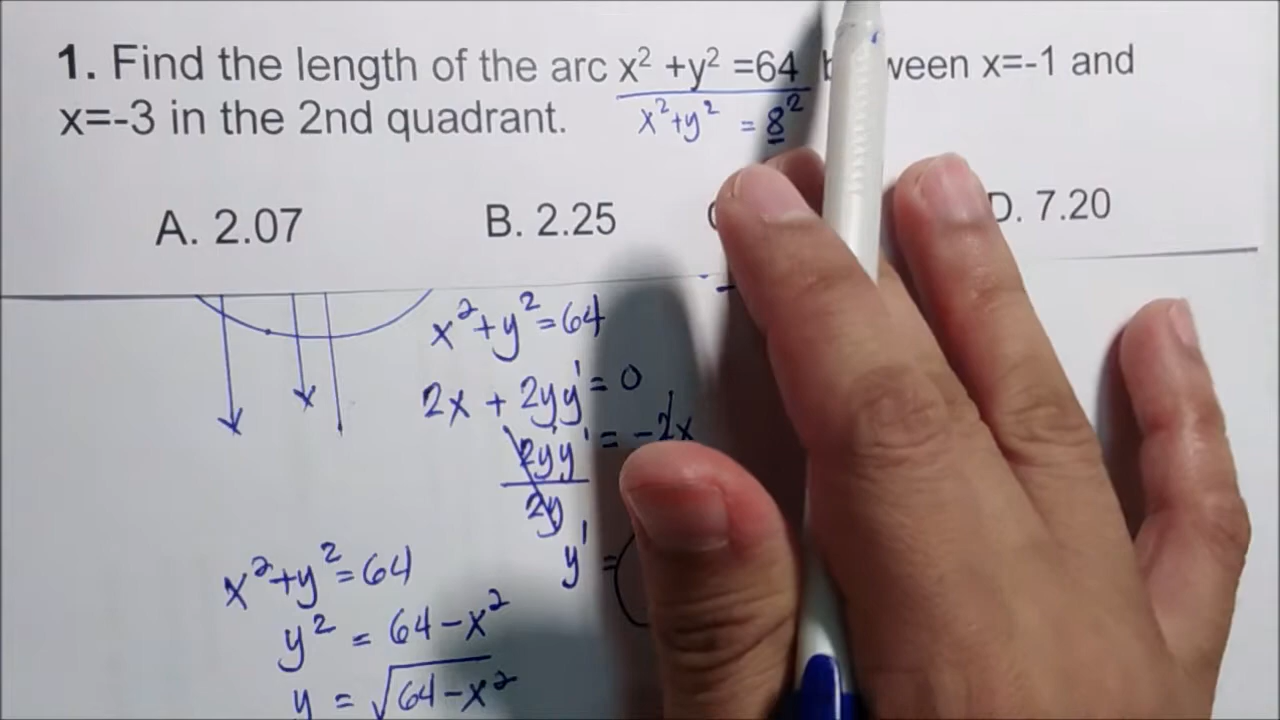 1. Find the length of the arc x² +y² =64 x=-1 and
x=-3 in the 2nd quadrant.
x²+y² = 8²
A. 2.07 B. 2.25 D. 7.20
x²+y²=64
2x + 2yy'= 0
2yy' = -2x
2y
y' =
x²+y²=64
y² = 64-x²
y = √64-x²